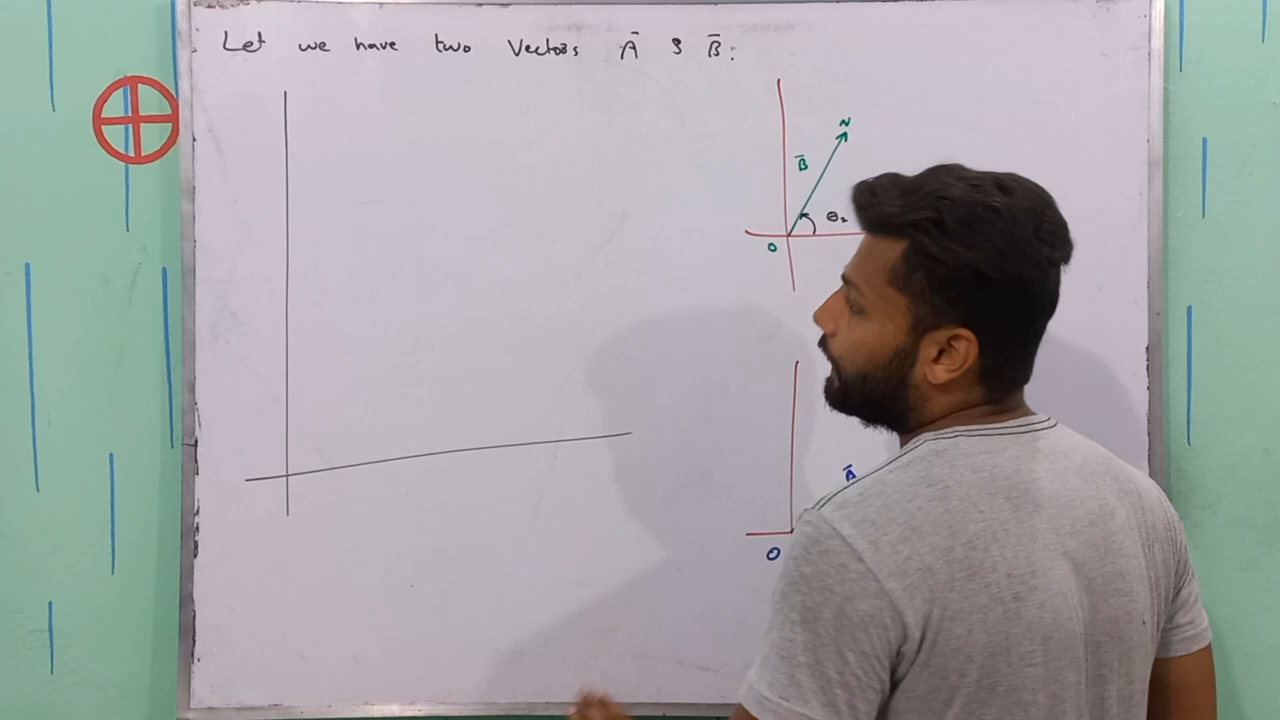 Let we have two Vectors A̅ & B̅:
N
B̅
θ₂
O
A̅
O